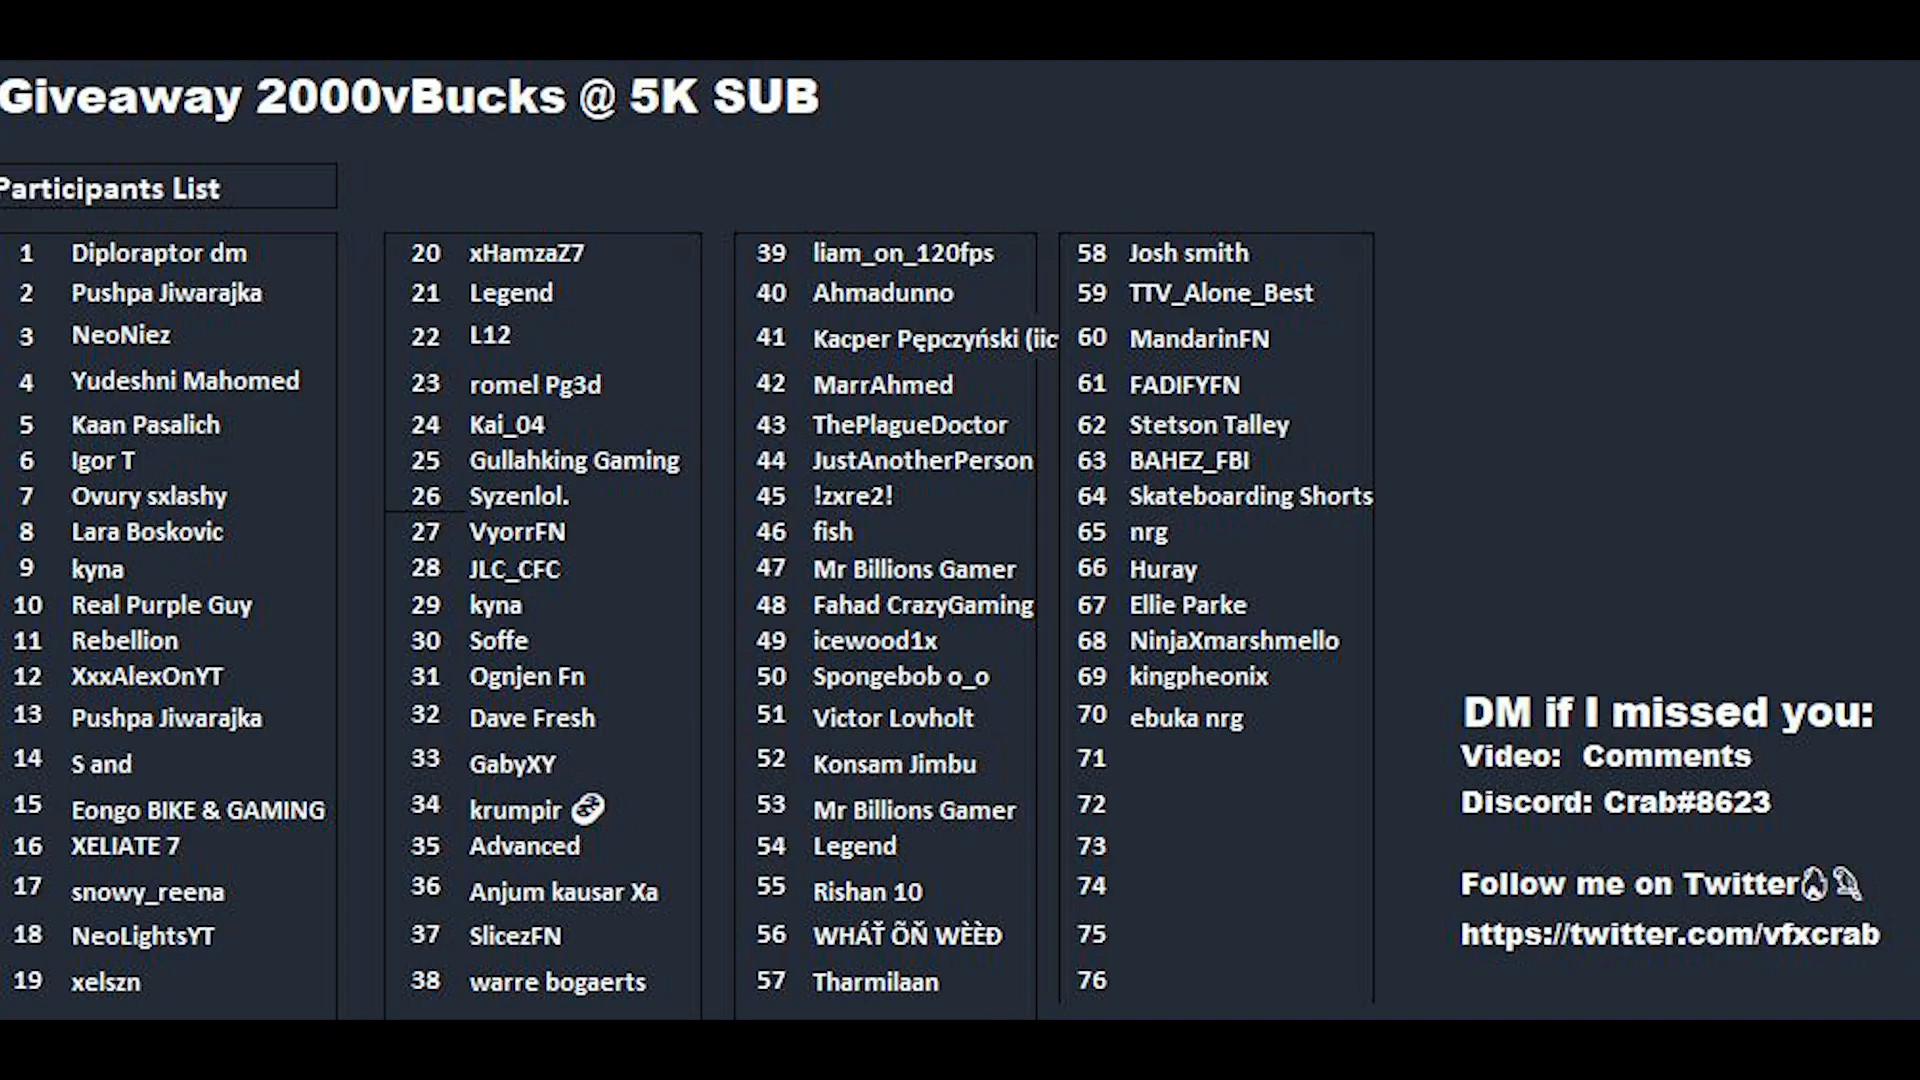 Giveaway 2000vBucks @ 5K SUB
Participants List
1 Diploraptor dm
2 Pushpa Jiwarajka
3 NeoNiez
4 Yudeshni Mahomed
5 Kaan Pasalich
6 Igor T
7 Ovury sxlashy
8 Lara Boskovic
9 kyna
10 Real Purple Guy
11 Rebellion
12 XxxAlexOnYT
13 Pushpa Jiwarajka
14 S and
15 Eongo BIKE & GAMING
16 XELIATE 7
17 snowy_reena
18 NeoLightsYT
19 xelszn
20 xHamzaZ7
21 Legend
22 L12
23 romel Pg3d
24 Kai_04
25 Gullahking Gaming
26 Syzenlol.
27 VyorrFN
28 JLC_CFC
29 kyna
30 Soffe
31 Ognjen Fn
32 Dave Fresh
33 GabyXY
34 krumpir 🥔
35 Advanced
36 Anjum kausar Xa
37 SlicezFN
38 warre bogaerts
39 liam_on_120fps
40 Ahmadunno
41 Kacper Pępczyński
42 MarrAhmed
43 ThePlagueDoctor
44 JustAnotherPerson
45 !zxre2!
46 fish
47 Mr Billions Gamer
48 Fahad CrazyGaming
49 icewood1x
50 Spongebob o_o
51 Victor Lovholt
52 Konsam Jimbu
53 Mr Billions Gamer
54 Legend
55 Rishan 10
56 WHÁŤ ÕŇ WÈÈĐ
57 Tharmilaan
58 Josh smith
59 TTV_Alone_Best
60 MandarinFN
61 FADIFYFN
62 Stetson Talley
63 BAHEZ_FBI
64 Skateboarding Shorts
65 nrg
66 Huray
67 Ellie Parke
68 NinjaXmarshmello
69 kingpheonix
70 ebuka nrg
71
72
73
74
75
76
DM if I missed you:
Video: Comments
Discord: Crab#8623
Follow me on Twitter
https://twitter.com/vfxcrab